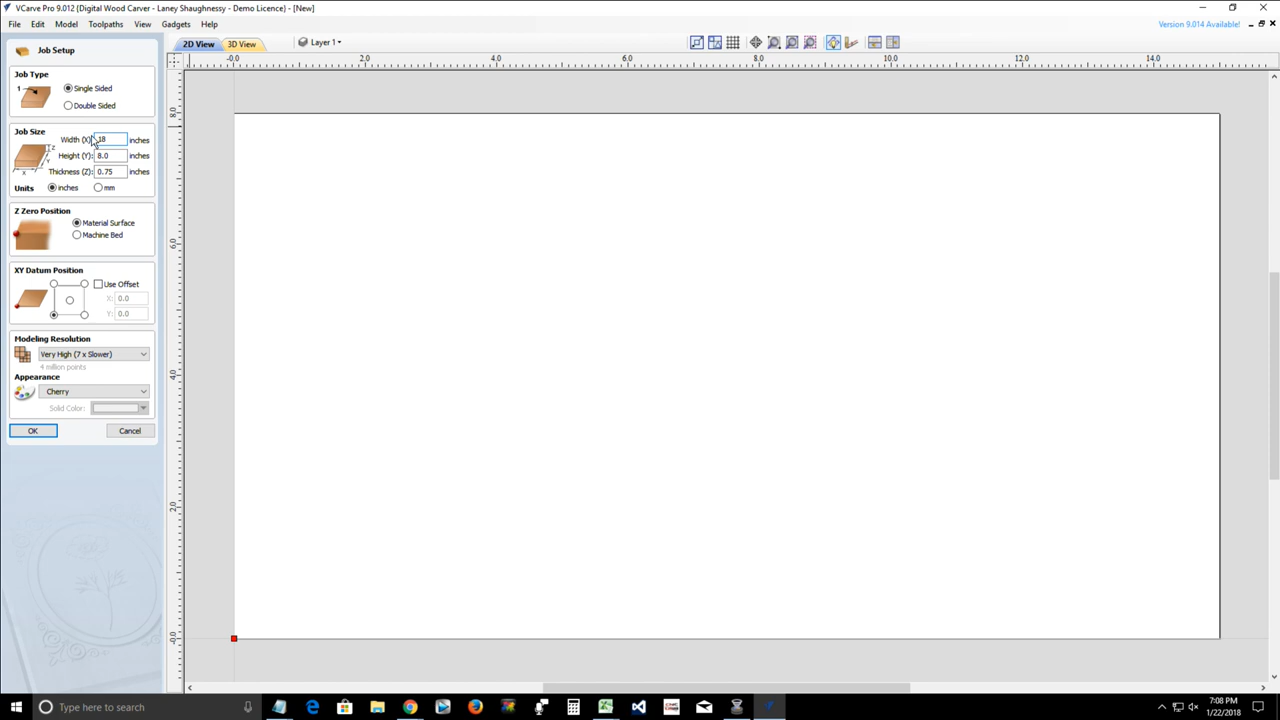 VCarve Pro 9.012 {Digital Wood Carver - Laney Shaughnessy - Demo Licence} - [New]
File Edit Model Toolpaths View Gadgets Help
Version 9.014 Available!
Job Setup
2D View 3D View Layer 1
-0.0 2.0 4.0 6.0 8.0 10.0 12.0 14.0
Job Type
1
Single Sided
Double Sided
Job Size
Width (X): 18 inches
Height (Y): 8.0 inches
Thickness (Z): 0.75 inches
Z
Y
X
Units inches mm
Z Zero Position
Material Surface
Machine Bed
XY Datum Position
Use Offset
X: 0.0
Y: 0.0
Modeling Resolution
Very High (7 x Slower)
4 million points
Appearance
Cherry
Solid Color:
OK Cancel
8.0
6.0
4.0
2.0
-0.0
Type here to search
7:08 PM
1/22/2018